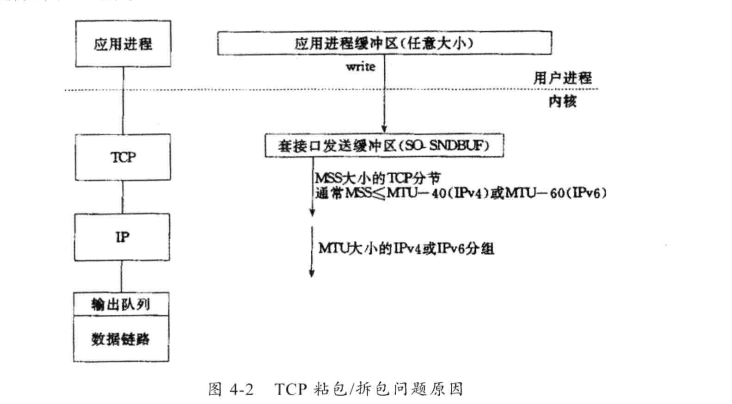 应用进程
应用进程缓冲区(任意大小)
write
用户进程
内核
TCP
套接口发送缓冲区(SO-SNDBUF)
MSS大小的TCP分节
通常MSS≤MTU-40(IPv4)或MTU-60(IPv6)
IP
MTU大小的IPv4或IPv6分组
输出队列
数据链路
图 4-2 TCP 粘包/拆包问题原因